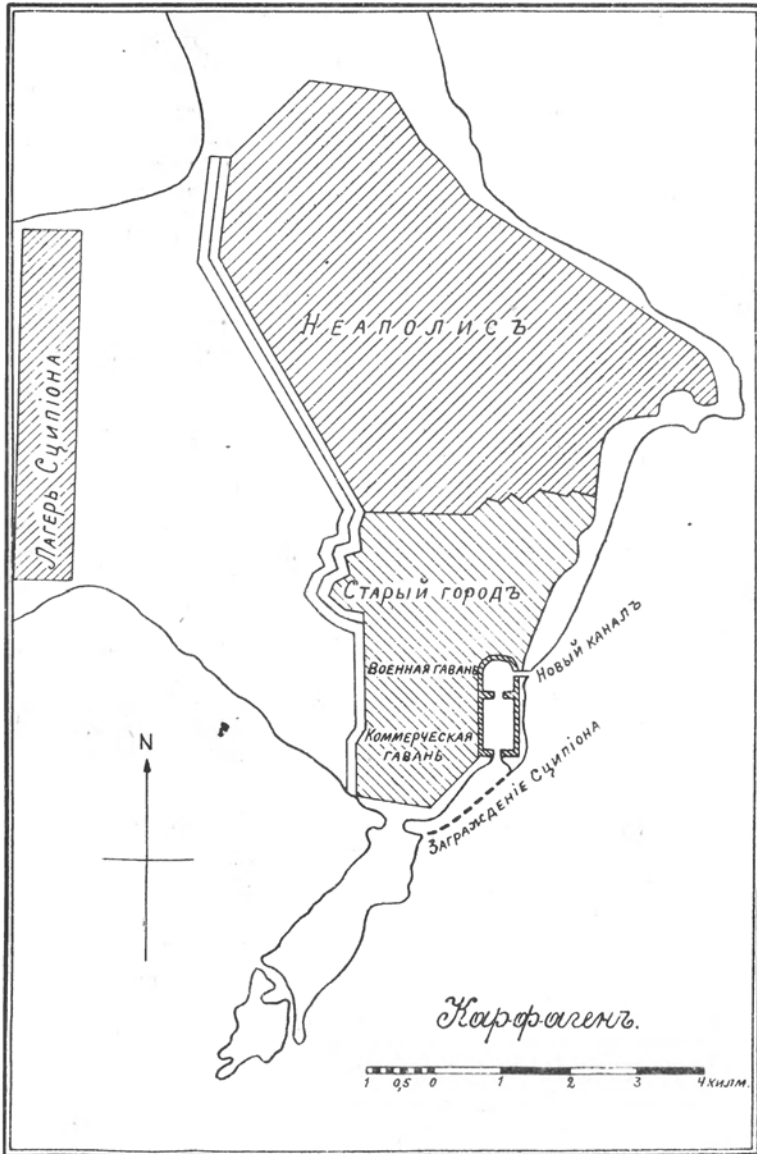 Неаполисъ
Лагерь Сципіона.
Старый городъ
Военная гавань
Новый каналъ
Коммерческая
гавань
Заграждение Сципіона
N
Карфагенъ.
1 0,5 0 1 2 3 4 килм.